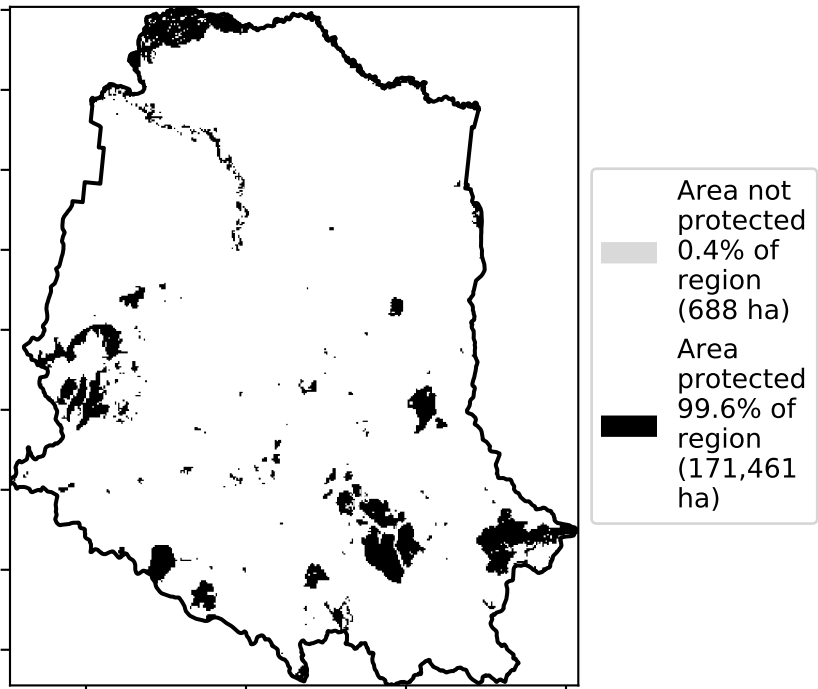 Area not
protected
0.4% of
region
(688 ha)
Area
protected
99.6% of
region
(171,461
ha)